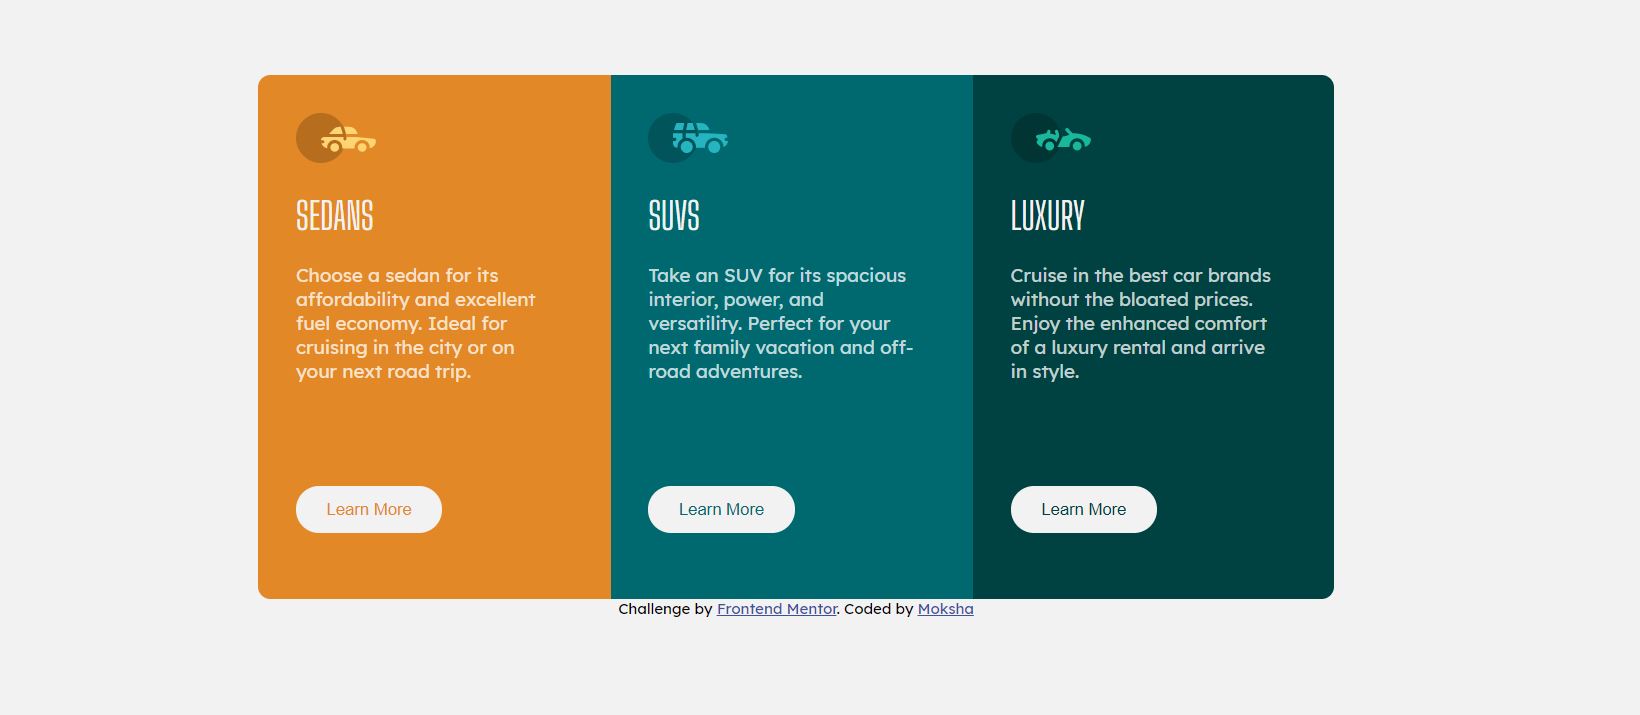 SEDANS
Choose a sedan for its
affordability and excellent
fuel economy. Ideal for
cruising in the city or on
your next road trip.
Learn More
SUVS
Take an SUV for its spacious
interior, power, and
versatility. Perfect for your
next family vacation and off-
road adventures.
Learn More
LUXURY
Cruise in the best car brands
without the bloated prices.
Enjoy the enhanced comfort
of a luxury rental and arrive
in style.
Learn More
Challenge by Frontend Mentor. Coded by Moksha